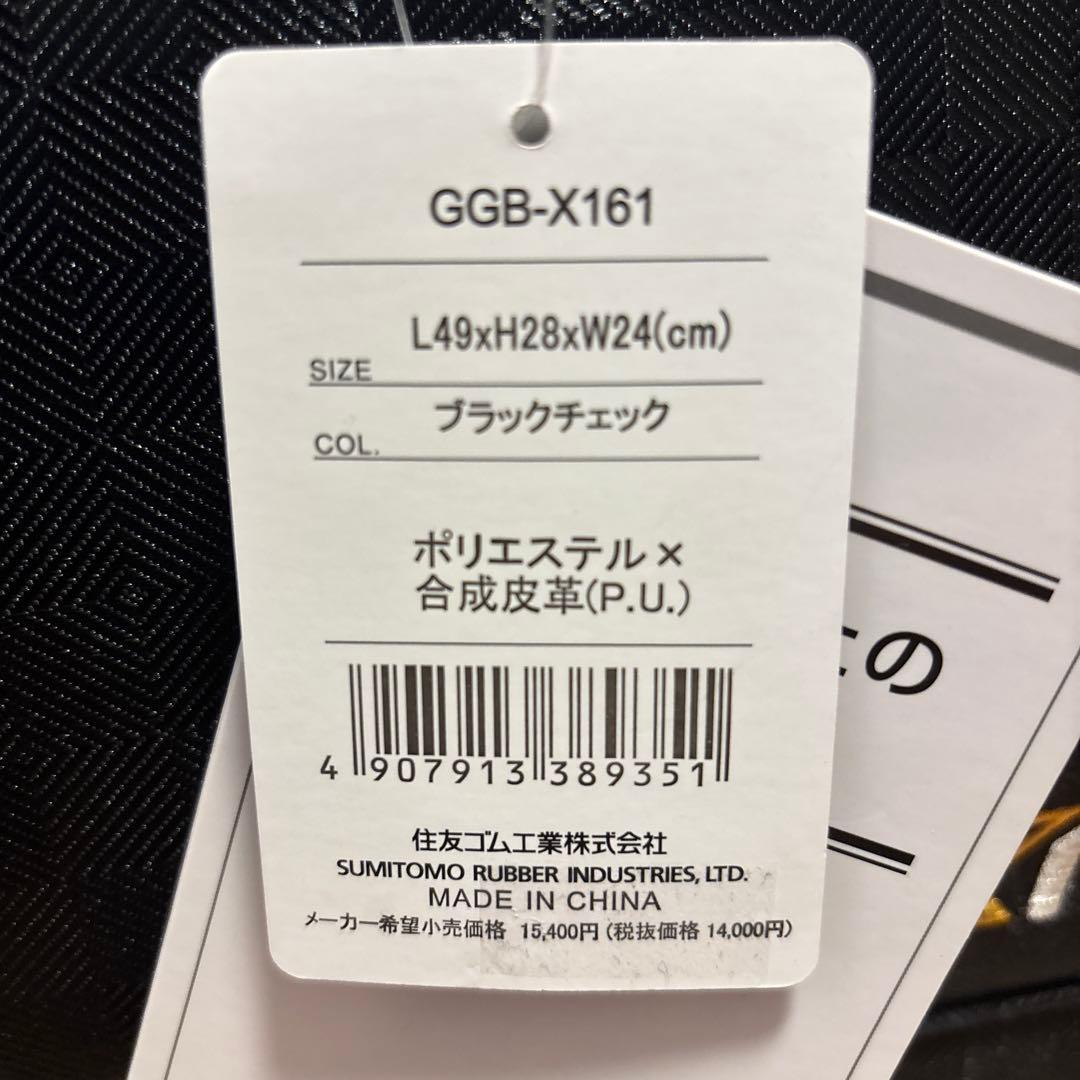 GGB-X161
L49xH28xW24(cm)
SIZE
ブラックチェック
COL.
ポリエステル×
合成皮革(P.U.)
4 907913 389351
住友ゴム工業株式会社
SUMITOMO RUBBER INDUSTRIES, LTD.
MADE IN CHINA
メーカー希望小売価格 15,400円 (税抜価格 14,000円)
の